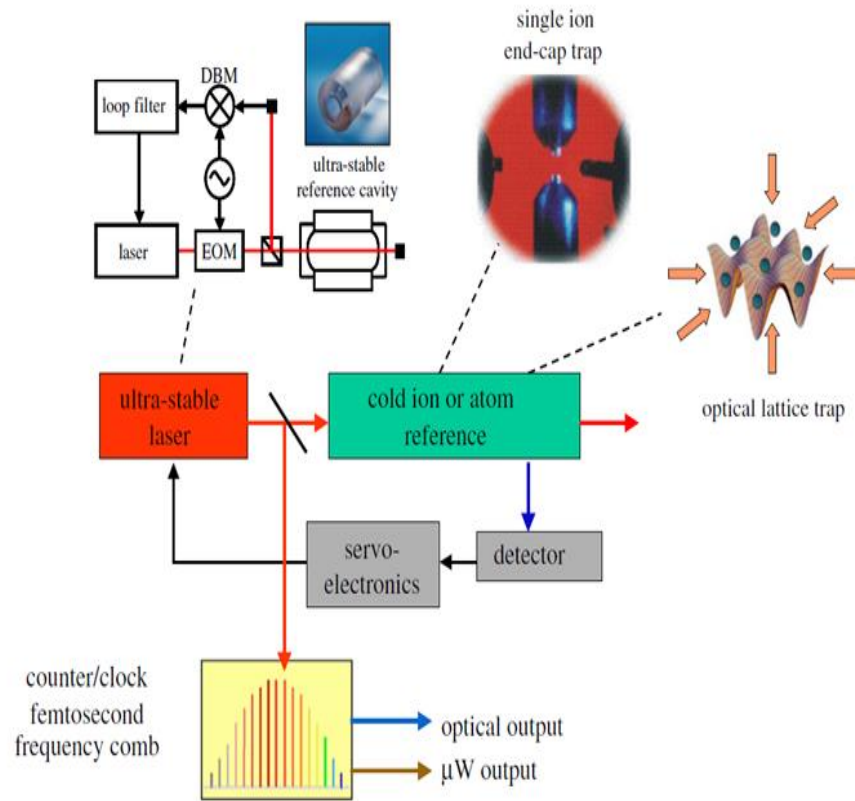 single ion
end-cap trap
DBM
loop filter
ultra-stable
reference cavity
laser
EOM
optical lattice trap
ultra-stable
laser
cold ion or atom
reference
servo-
electronics
detector
counter/clock
femtosecond
frequency comb
optical output
μW output